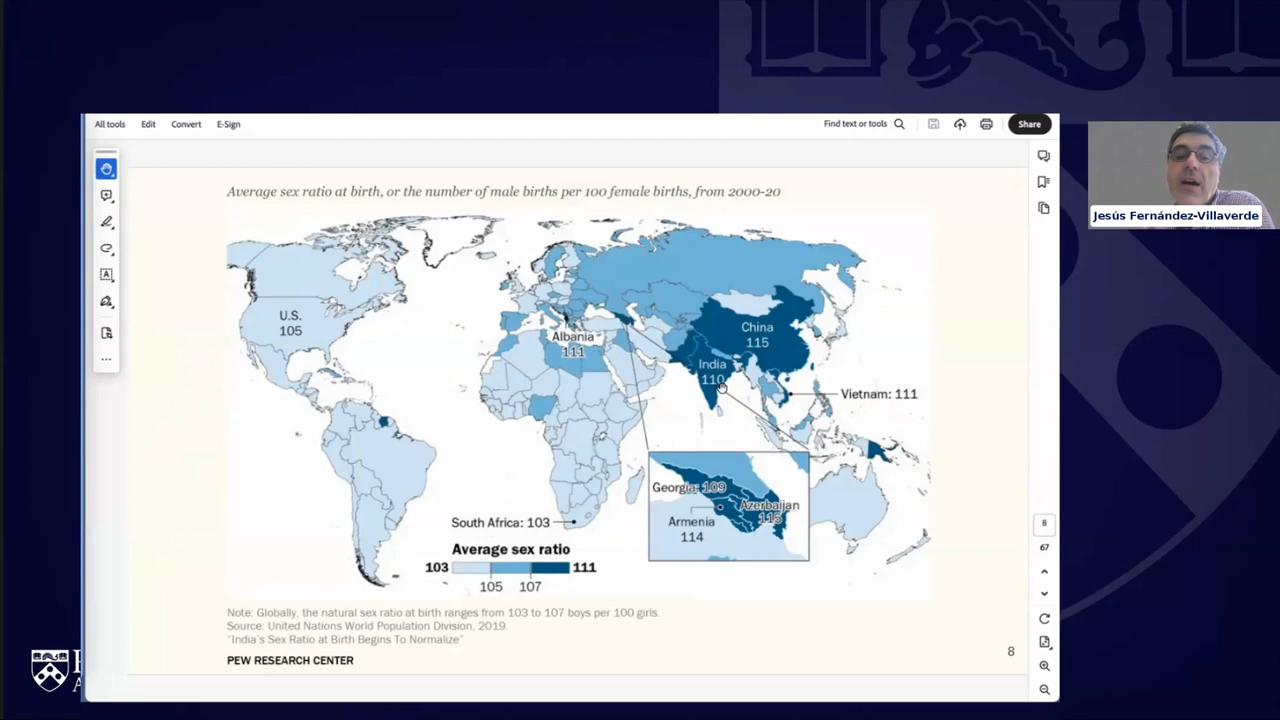 All tools Edit Convert E-Sign Find text or tools Share
Average sex ratio at birth, or the number of male births per 100 female births, from 2000-20
Jesús Fernández-Villaverde
U.S.
105
Albania
111
China
115
India
110
Vietnam: 111
Georgia: 109
Azerbaijan
115
Armenia
114
South Africa: 103
Average sex ratio
103 111
105 107
Note: Globally, the natural sex ratio at birth ranges from 103 to 107 boys per 100 girls.
Source: United Nations World Population Division, 2019.
"India's Sex Ratio at Birth Begins To Normalize"
PEW RESEARCH CENTER
8
8
67